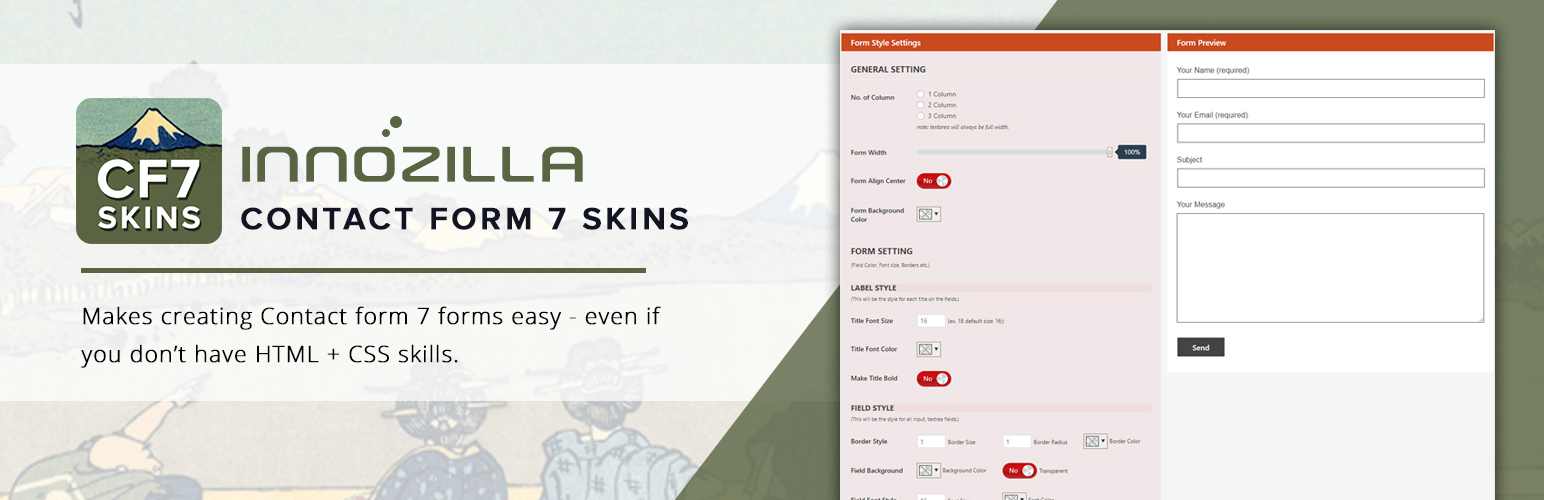 CF7
SKINS
INNOZILLA
CONTACT FORM 7 SKINS
Makes creating Contact form 7 forms easy - even if
you don't have HTML + CSS skills.
Form Style Settings
GENERAL SETTING
No. of Column
1 Column
2 Column
3 Column
note: textarea will always be full width.
Form Width
100%
Form Align Center
No
Form Background
Color
FORM SETTING
(Field Color, Font size, Borders etc.)
LABEL STYLE
(This will be the style for each title on the fields.)
Title Font Size
16
(ex. 18 default size: 16;)
Title Font Color
Make Title Bold
No
FIELD STYLE
(This will be the style for all input, textrea fields.)
Border Style
1
Border Size
1
Border Radius
Border Color
Field Background
Background Color
No
Transparent
Field Font Style
Font Color
Form Preview
Your Name (required)
Your Email (required)
Subject
Your Message
Send